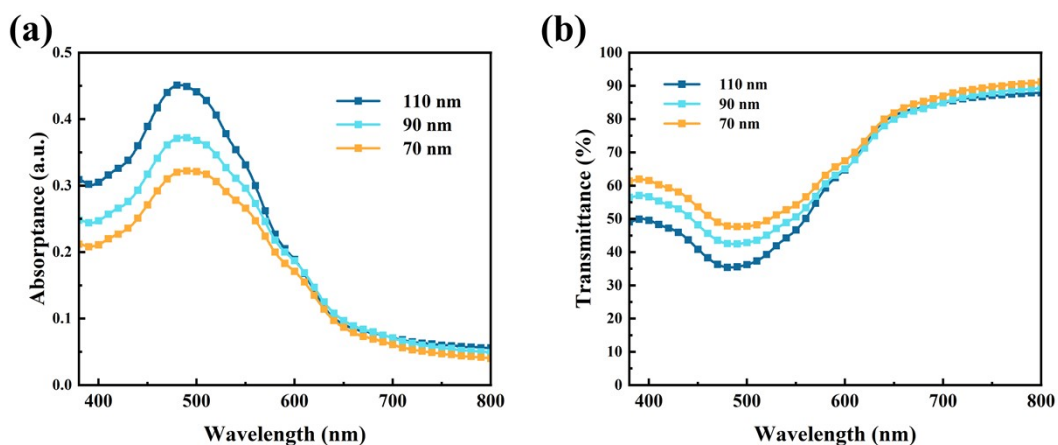 (a)
0.5
0.4
0.3
0.2
0.1
0.0
Absorptance (a.u.)
110 nm
90 nm
70 nm
400 500 600 700 800
Wavelength (nm)
(b)
100
90
80
70
60
50
40
30
20
10
0
Transmittance (%)
110 nm
90 nm
70 nm
400 500 600 700 800
Wavelength (nm)